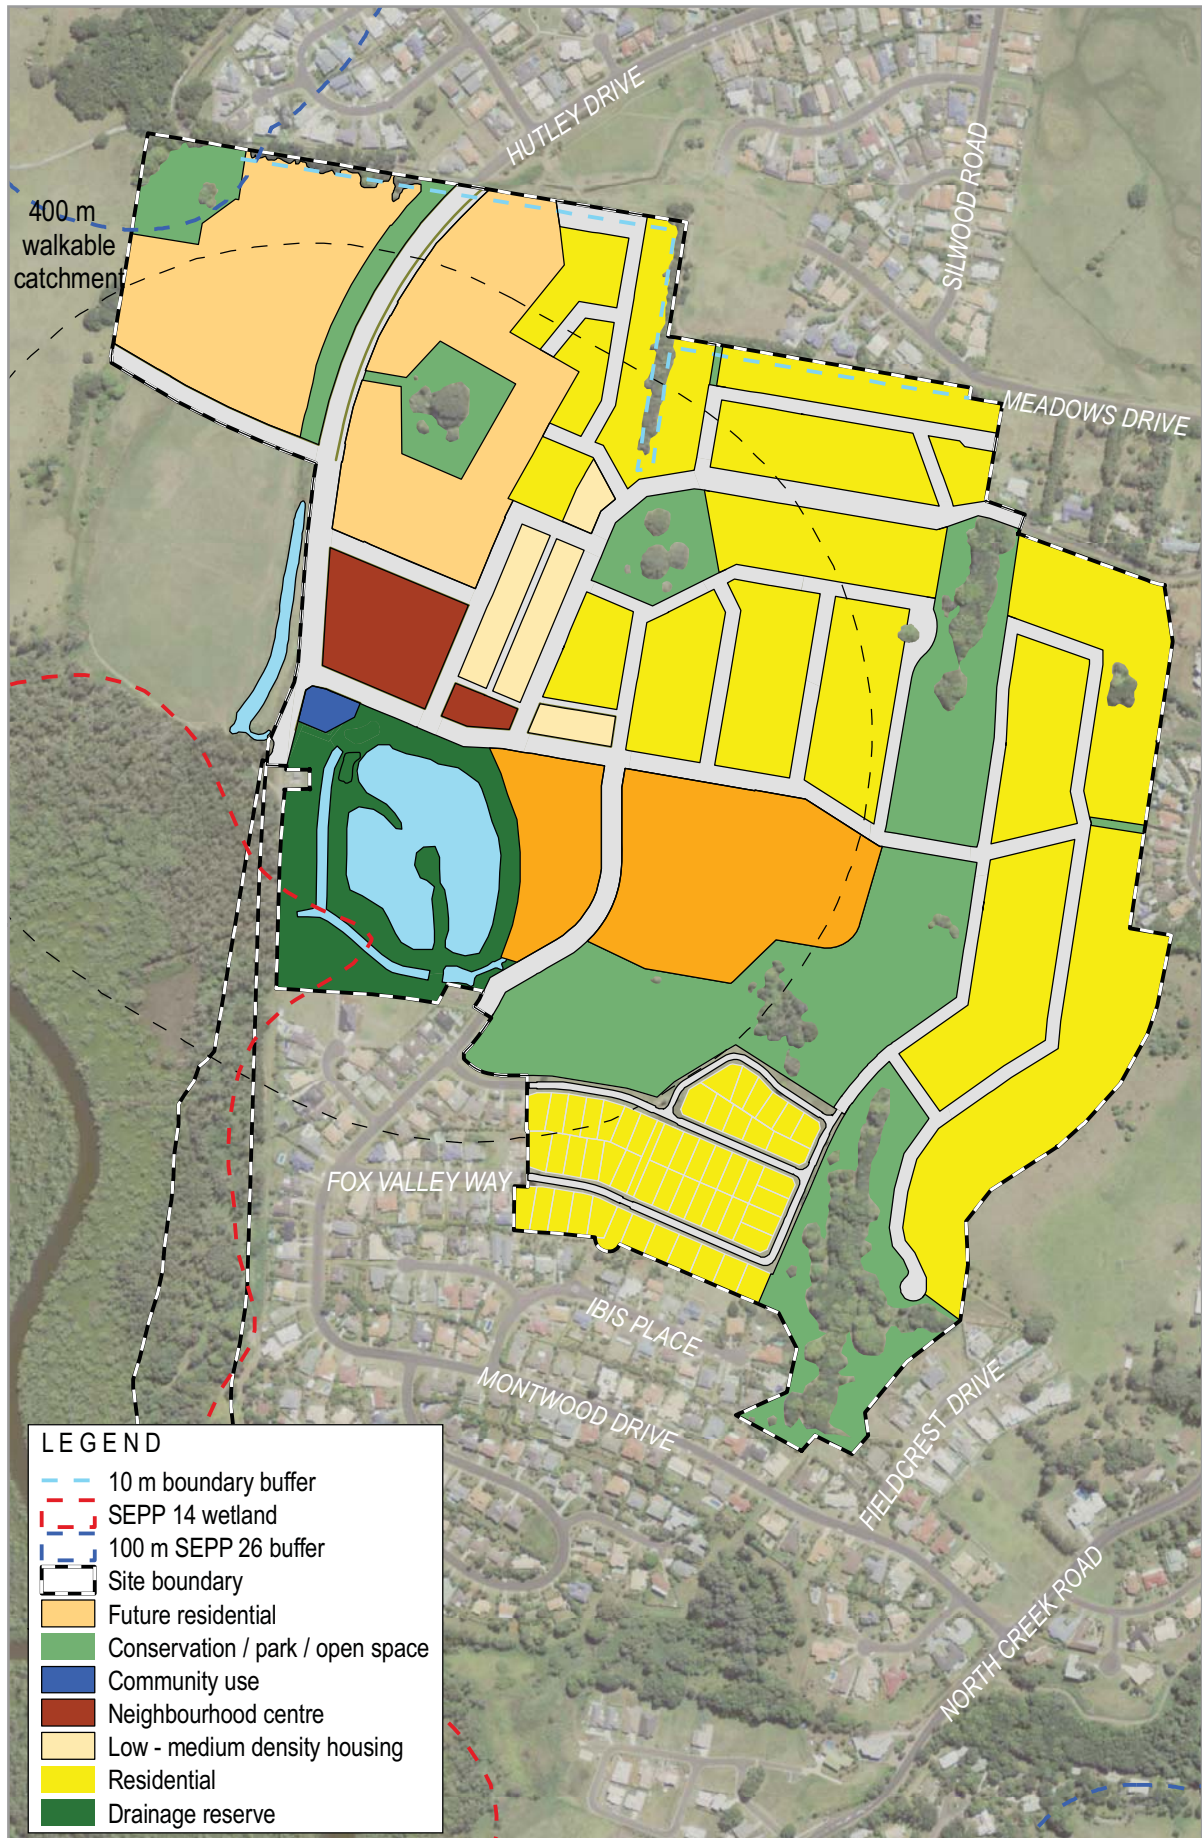 HUTLEY DRIVE
SILWOOD ROAD
400 m
walkable
catchment
MEADOWS DRIVE
FOX VALLEY WAY
IBIS PLACE
MONTWOOD DRIVE
FIELDCREST DRIVE
NORTH CREEK ROAD
LEGEND
10 m boundary buffer
SEPP 14 wetland
100 m SEPP 26 buffer
Site boundary
Future residential
Conservation / park / open space
Community use
Neighbourhood centre
Low - medium density housing
Residential
Drainage reserve